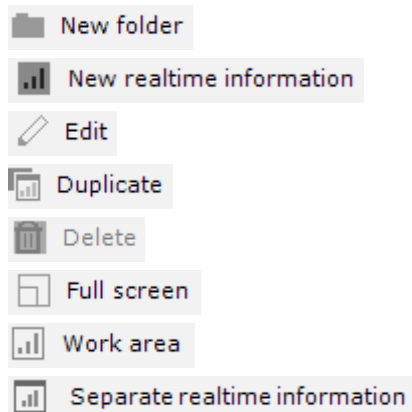 New folder
New realtime information
Edit
Duplicate
Delete
Full screen
Work area
Separate realtime information